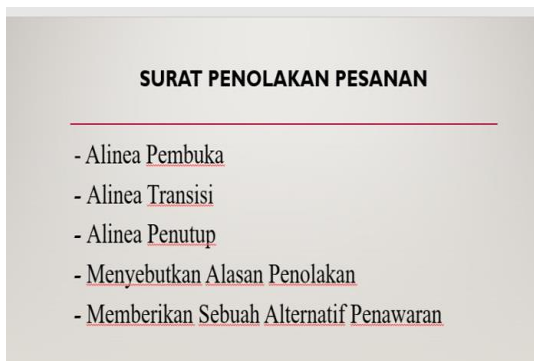 SURAT PENOLAKAN PESANAN
- Alinea Pembuka
- Alinea Transisi
- Alinea Penutup
- Menyebutkan Alasan Penolakan
- Memberikan Sebuah Alternatif Penawaran